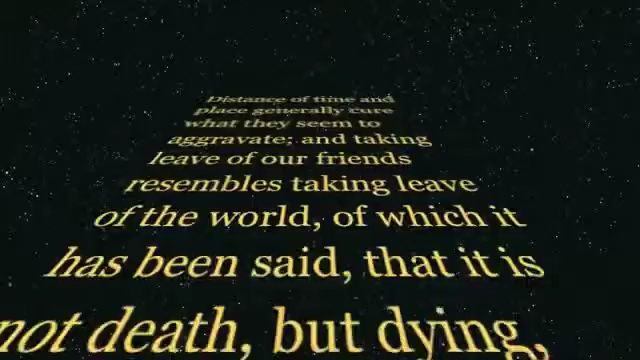 Distance of time and
place generally cure
what they seem to
aggravate; and taking
leave of our friends
resembles taking leave
of the world, of which it
has been said, that it is
not death, but dying,